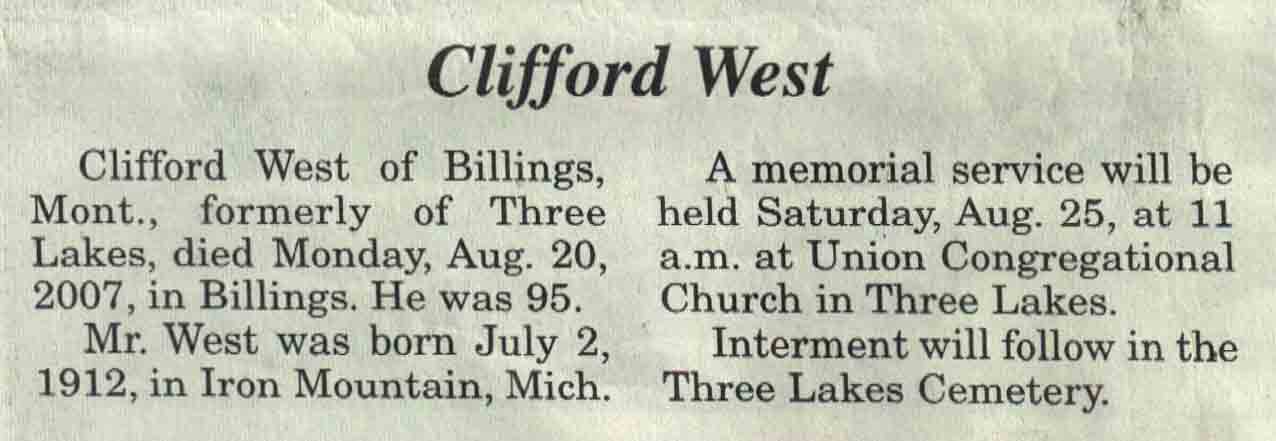 Clifford West
Clifford West of Billings,
Mont., formerly of Three
Lakes, died Monday, Aug. 20,
2007, in Billings. He was 95.
Mr. West was born July 2,
1912, in Iron Mountain, Mich.
A memorial service will be
held Saturday, Aug. 25, at 11
a.m. at Union Congregational
Church in Three Lakes.
Interment will follow in the
Three Lakes Cemetery.